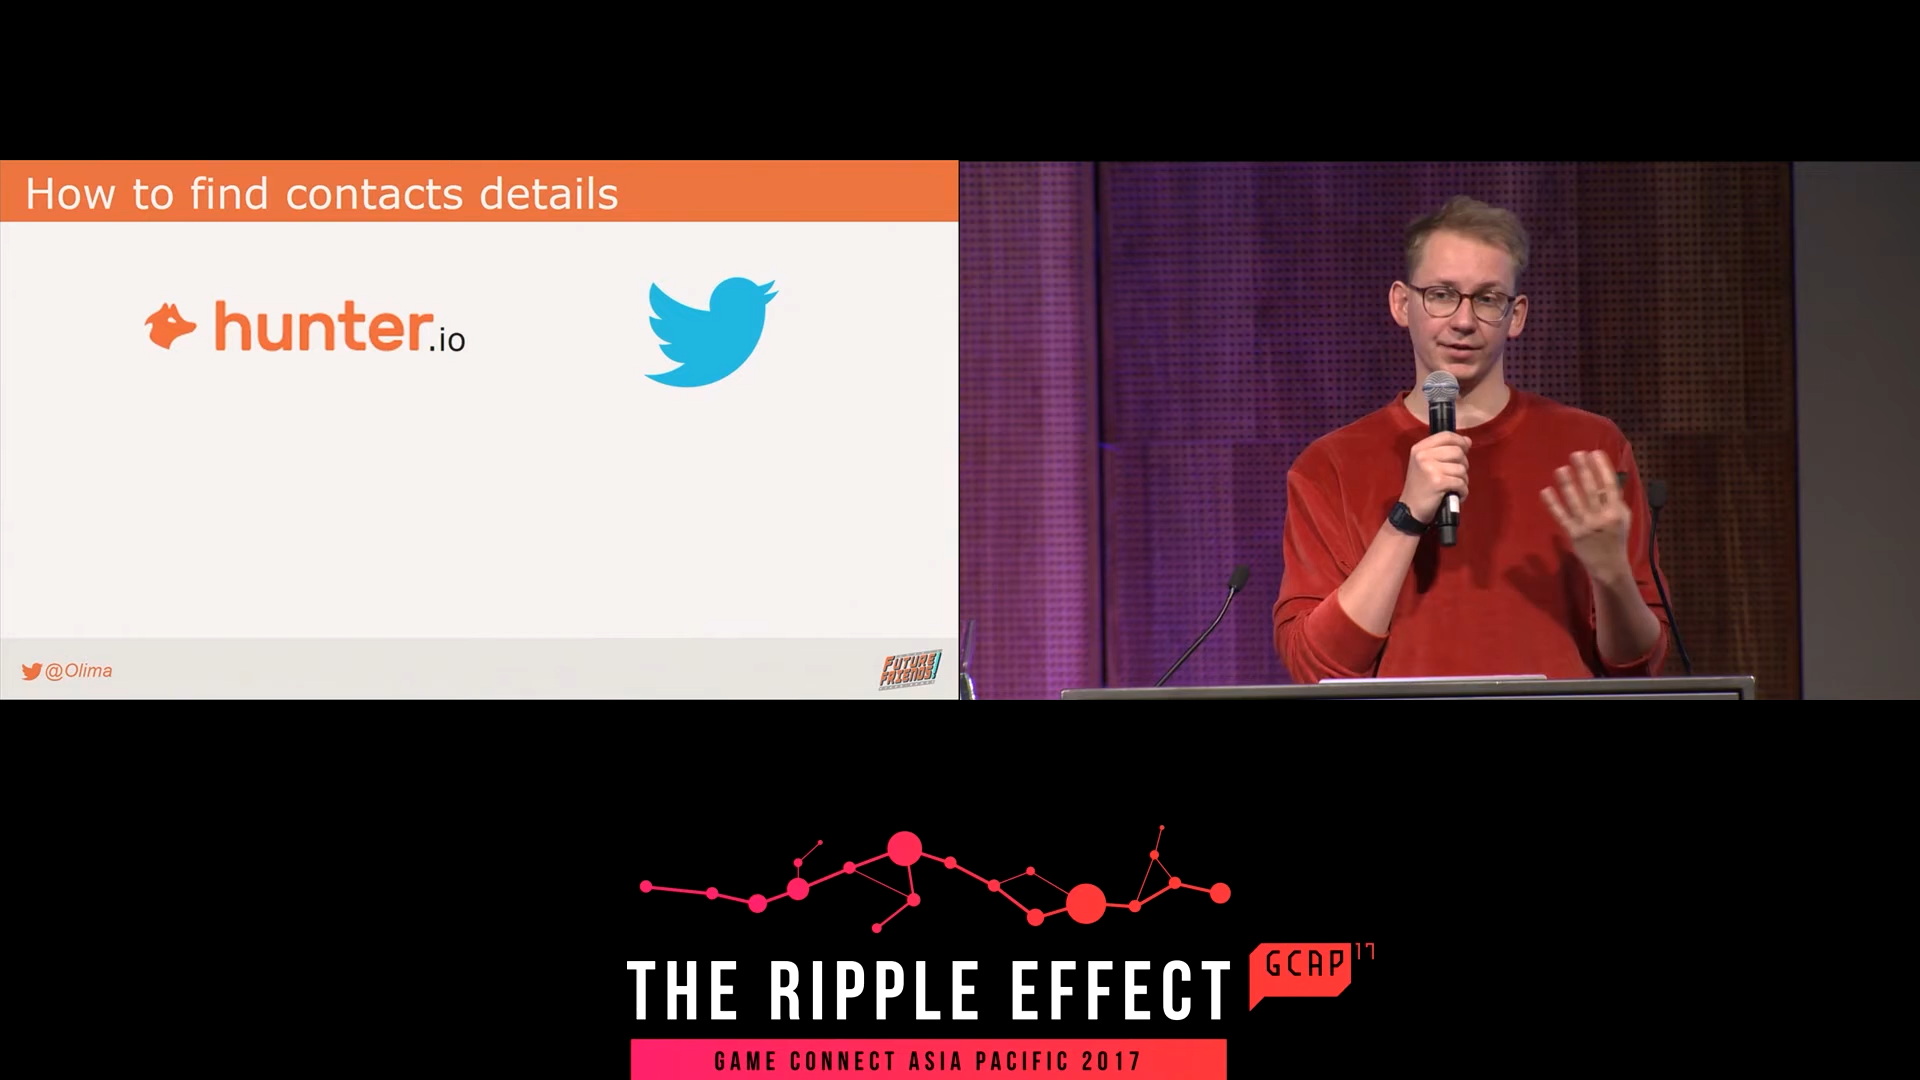 How to find contacts details
hunter.io
@Olima
FUTURE
FRIENDS!
THE RIPPLE EFFECT
GCAP 17
GAME CONNECT ASIA PACIFIC 2017